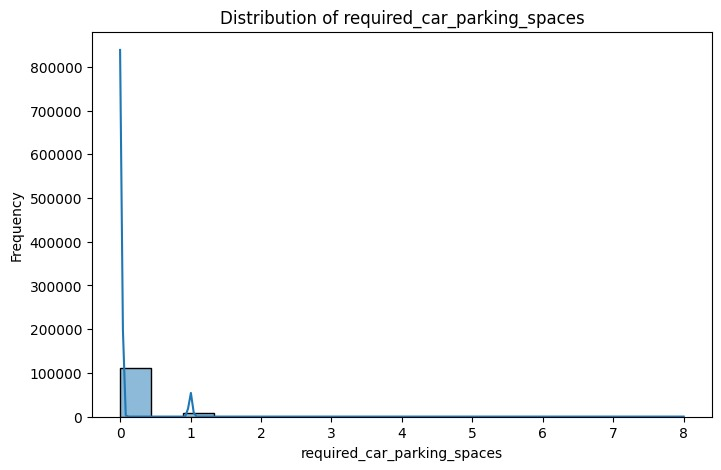 Distribution of required_car_parking_spaces
800000
700000
600000
500000
400000
300000
200000
100000
0
Frequency
0 1 2 3 4 5 6 7 8
required_car_parking_spaces